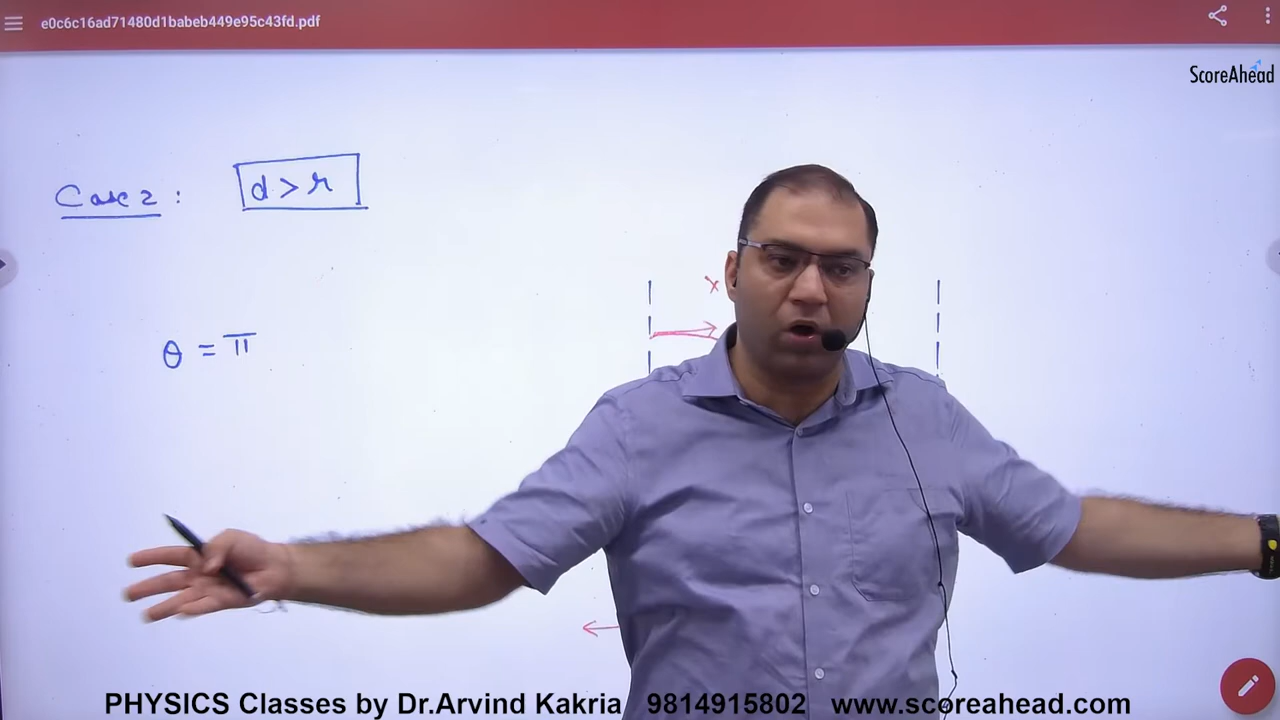 e0c6c16ad71480d1babeb449e95c43fd.pdf
ScoreAhead
Case 2 : d > r
x
θ = π
PHYSICS Classes by Dr.Arvind Kakria 9814915802 www.scoreahead.com